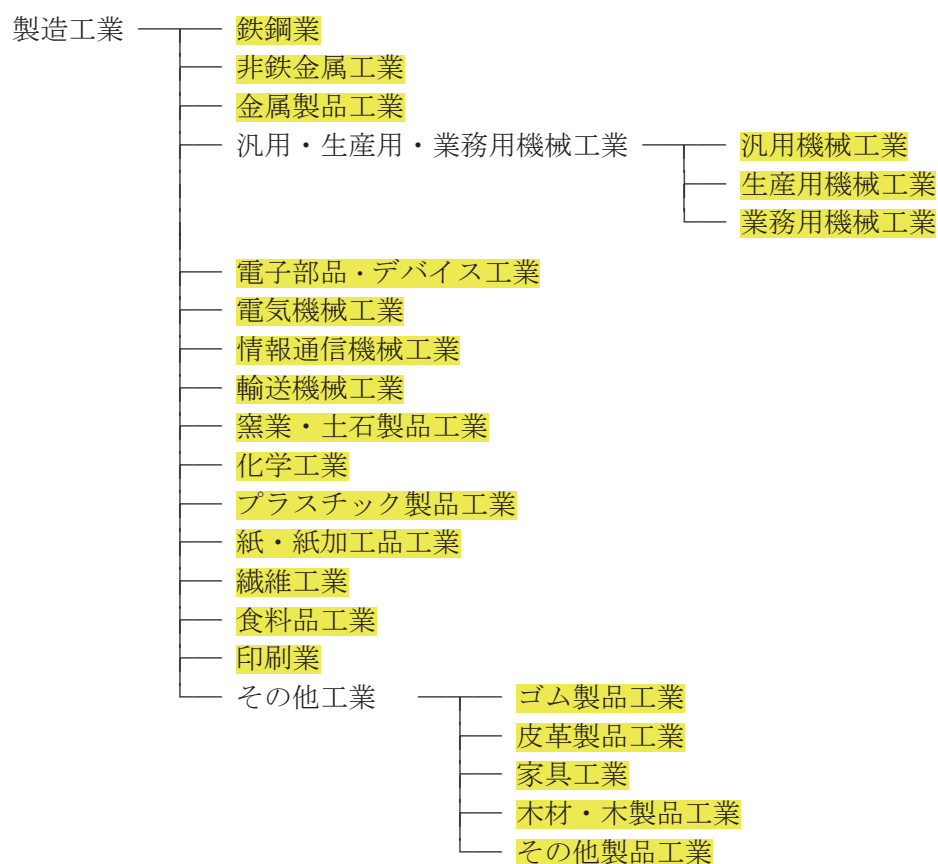 製造工業 鉄鋼業
非鉄金属工業
金属製品工業
汎用・生産用・業務用機械工業 汎用機械工業
生産用機械工業
業務用機械工業
電子部品・デバイス工業
電気機械工業
情報通信機械工業
輸送機械工業
窯業・土石製品工業
化学工業
プラスチック製品工業
紙・紙加工品工業
繊維工業
食料品工業
印刷業
その他工業 ゴム製品工業
皮革製品工業
家具工業
木材・木製品工業
その他製品工業